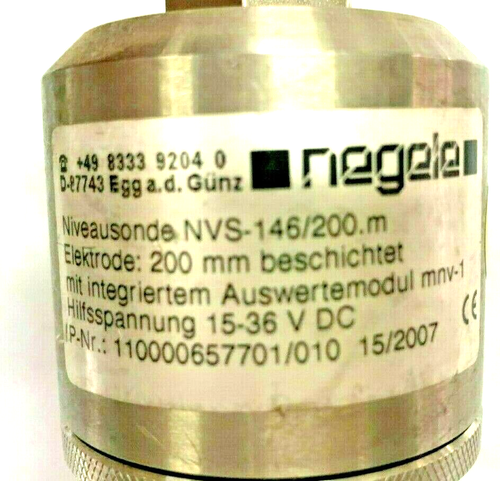 ☎ +49 8333 9204 0
D-87743 Egg a.d. Günz
negele
Niveausonde NVS-146/200.m
Elektrode: 200 mm beschichtet
mit integriertem Auswertemodul mnv-1
Hilfsspannung 15-36 V DC
P-Nr.: 110000657701/010 15/2007
CE